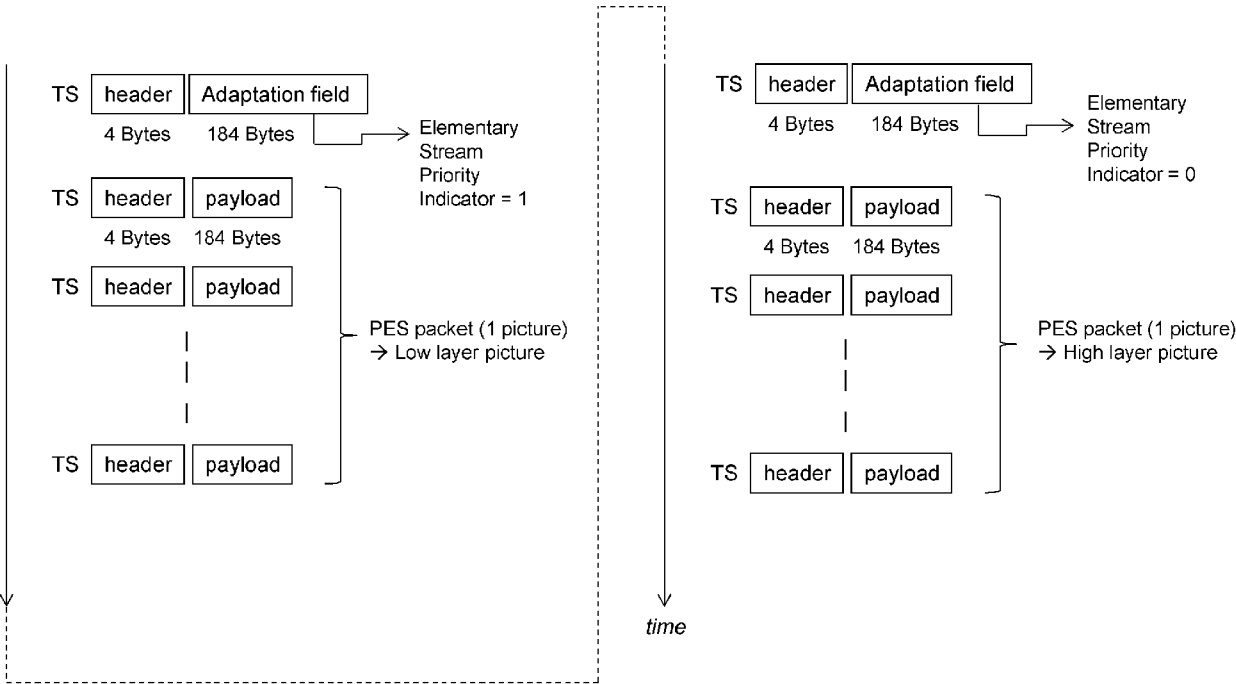 TS header Adaptation field
4 Bytes 184 Bytes
Elementary
Stream
Priority
Indicator = 1
TS header payload
4 Bytes 184 Bytes
TS header payload
PES packet (1 picture)
→ Low layer picture
TS header payload
TS header Adaptation field
4 Bytes 184 Bytes
Elementary
Stream
Priority
Indicator = 0
TS header payload
4 Bytes 184 Bytes
TS header payload
PES packet (1 picture)
→ High layer picture
TS header payload
time